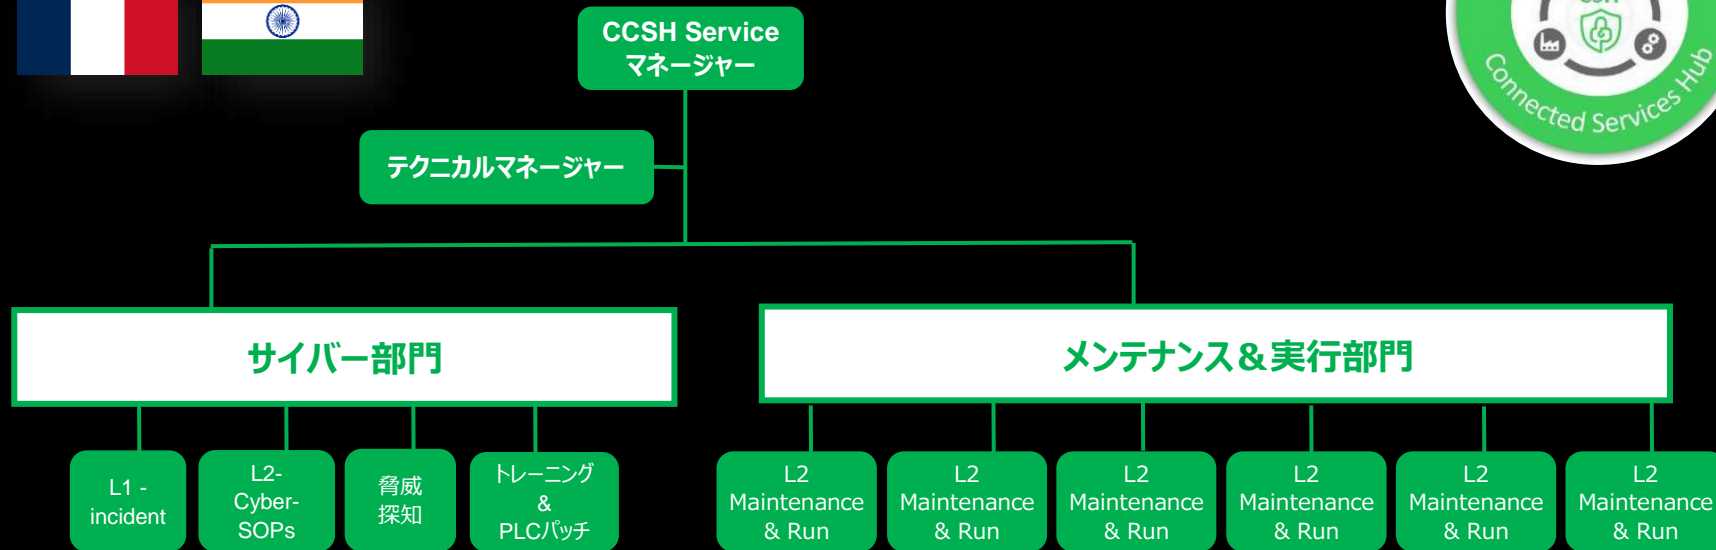 CCSH Service
マネージャー
Connected Services Hub
テクニカルマネージャー
サイバー部門
メンテナンス＆実行部門
L1 -
incident
L2-
Cyber-
SOPs
脅威
探知
トレーニング
&
PLCパッチ
L2
Maintenance
& Run
L2
Maintenance
& Run
L2
Maintenance
& Run
L2
Maintenance
& Run
L2
Maintenance
& Run
L2
Maintenance
& Run